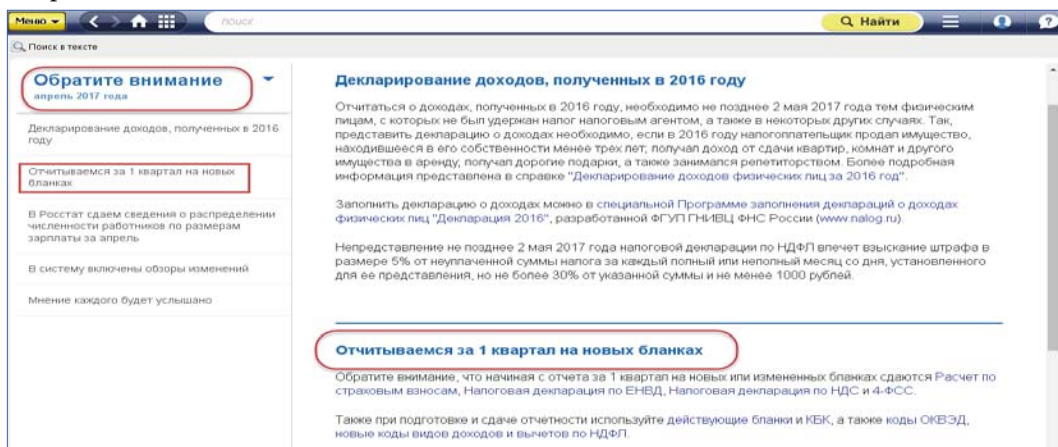 Меню
поиск
Найти
Поиск в тексте
Обратите внимание
апрель 2017 года
Декларирование доходов, полученных в 2016
году
Отчитываемся за 1 квартал на новых
бланках
В Росстат сдаем сведения о распределении
численности работников по размерам
зарплаты за апрель
В систему включены обзоры изменений
Мнение каждого будет услышано
Декларирование доходов, полученных в 2016 году
Отчитаться о доходах, полученных в 2016 году, необходимо не позднее 2 мая 2017 года тем физическим
лицам, с которых не был удержан налог налоговым агентом, а также в некоторых других случаях. Так,
представить декларацию о доходах необходимо, если в 2016 году налогоплательщик продал имущество,
находившееся в его собственности менее трех лет; получал доход от сдачи квартир, комнат и другого
имущества в аренду, получал дорогие подарки, а также занимался репетиторством. Более подробная
информация представлена в справке "Декларирование доходов физических лиц за 2016 год".
Заполнить декларацию о доходах можно в специальной Программе заполнения декларации о доходах
физических лиц "Декларация 2016", разработанной ФГУП ГНИВЦ ФНС России (www.nalog.ru).
Непредставление не позднее 2 мая 2017 года налоговой декларации по НДФЛ влечет взыскание штрафа в
размере 5% от неуплаченной суммы налога за каждый полный или неполный месяц со дня, установленного
для ее представления, но не более 30% от указанной суммы и не менее 1000 рублей.
Отчитываемся за 1 квартал на новых бланках
Обратите внимание, что начиная с отчета за 1 квартал на новых или измененных бланках сдаются Расчет по
страховым взносам, Налоговая декларация по ЕНВД, Налоговая декларация по НДС и 4-ФСС.
Также при подготовке и сдаче отчетности используйте действующие бланки и КБК, а также коды ОКВЭД,
новые коды видов доходов и вычетов по НДФЛ.